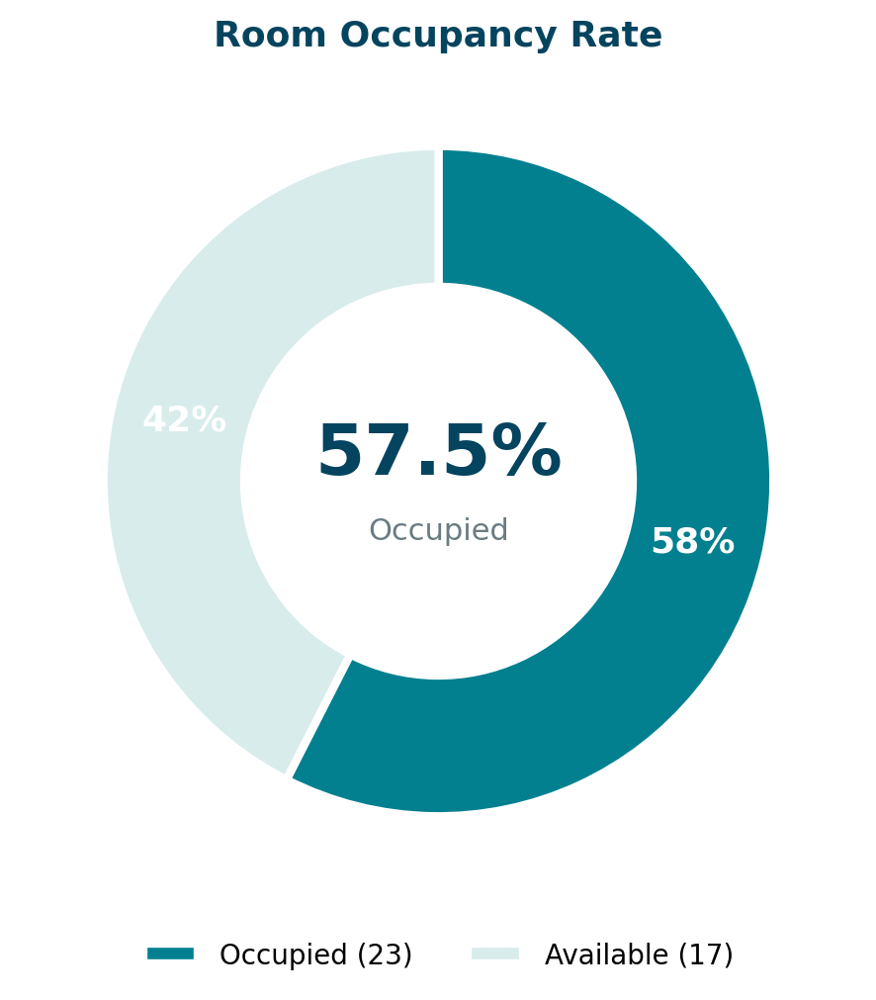 Room Occupancy Rate
42%
57.5%
Occupied
58%
Occupied (23) Available (17)